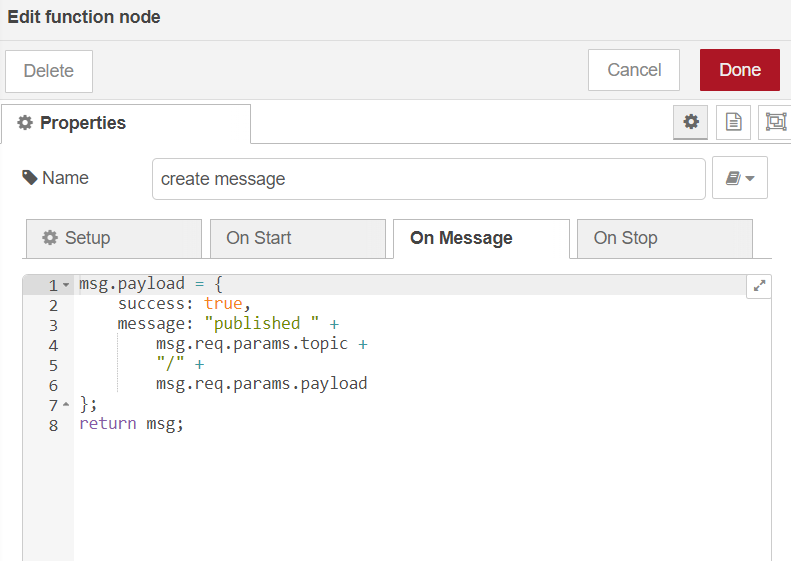 Edit function node
Delete
Cancel
Done
Properties
Name
create message
Setup
On Start
On Message
On Stop
1 msg.payload = {
2     success: true,
3     message: "published " +
4         msg.req.params.topic +
5         "/" +
6         msg.req.params.payload
7 };
8 return msg;